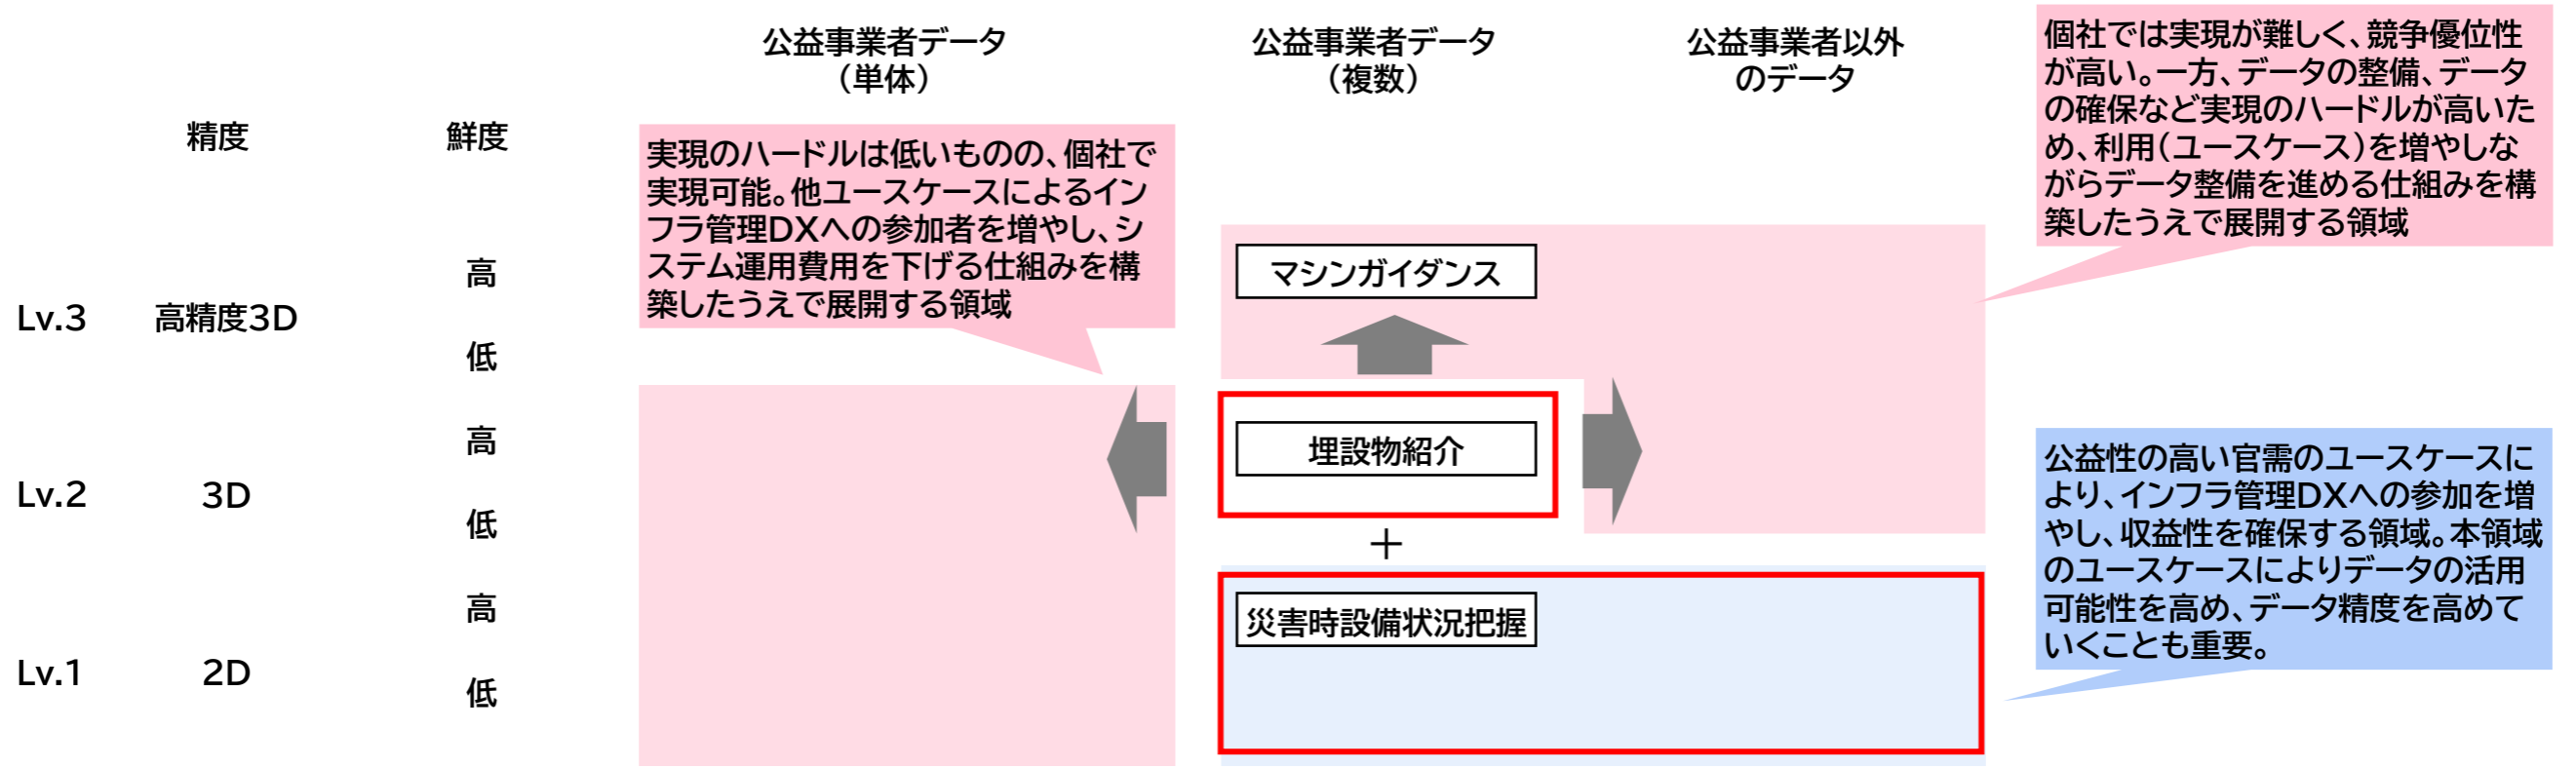 公益事業者データ
（単体）
公益事業者データ
（複数）
公益事業者以外
のデータ
精度
鮮度
個社では実現が難しく、競争優位性
が高い。一方、データの整備、データ
の確保など実現のハードルが高いた
め、利用（ユースケース）を増やしな
がらデータ整備を進める仕組みを構
築したうえで展開する領域
実現のハードルは低いものの、個社で
実現可能。他ユースケースによるイン
フラ管理DXへの参加者を増やし、シ
ステム運用費用を下げる仕組みを構
築したうえで展開する領域
Lv.3
高精度3D
高
低
マシンガイダンス
Lv.2
3D
高
低
埋設物紹介
＋
Lv.1
2D
高
低
災害時設備状況把握
公益性の高い官需のユースケースに
より、インフラ管理DXへの参加を増
やし、収益性を確保する領域。本領域
のユースケースによりデータの活用
可能性を高め、データ精度を高めて
いくことも重要。